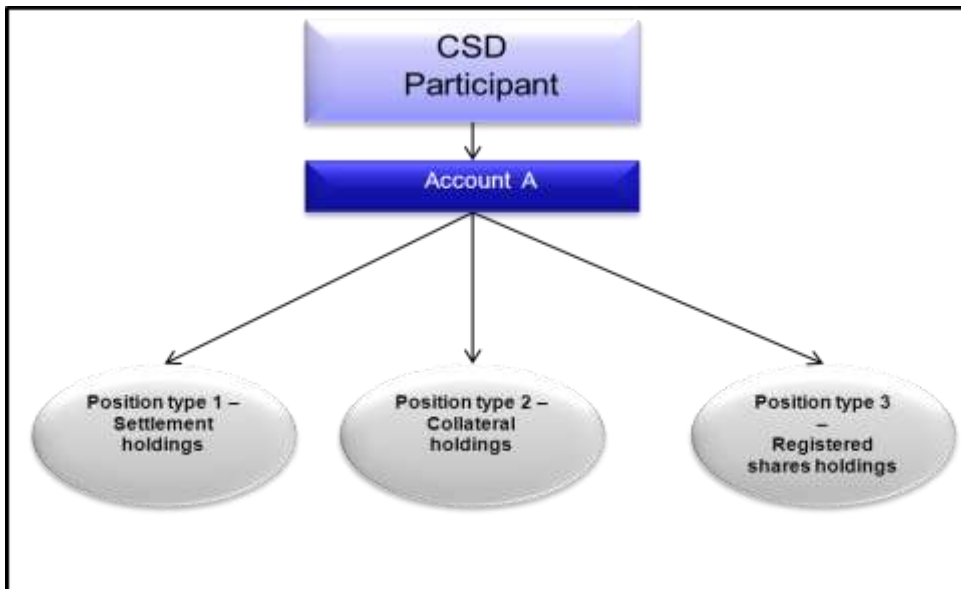 CSD
Participant
Account A
Position type 1 –
Settlement
holdings
Position type 2 –
Collateral
holdings
Position type 3
–
Registered
shares holdings